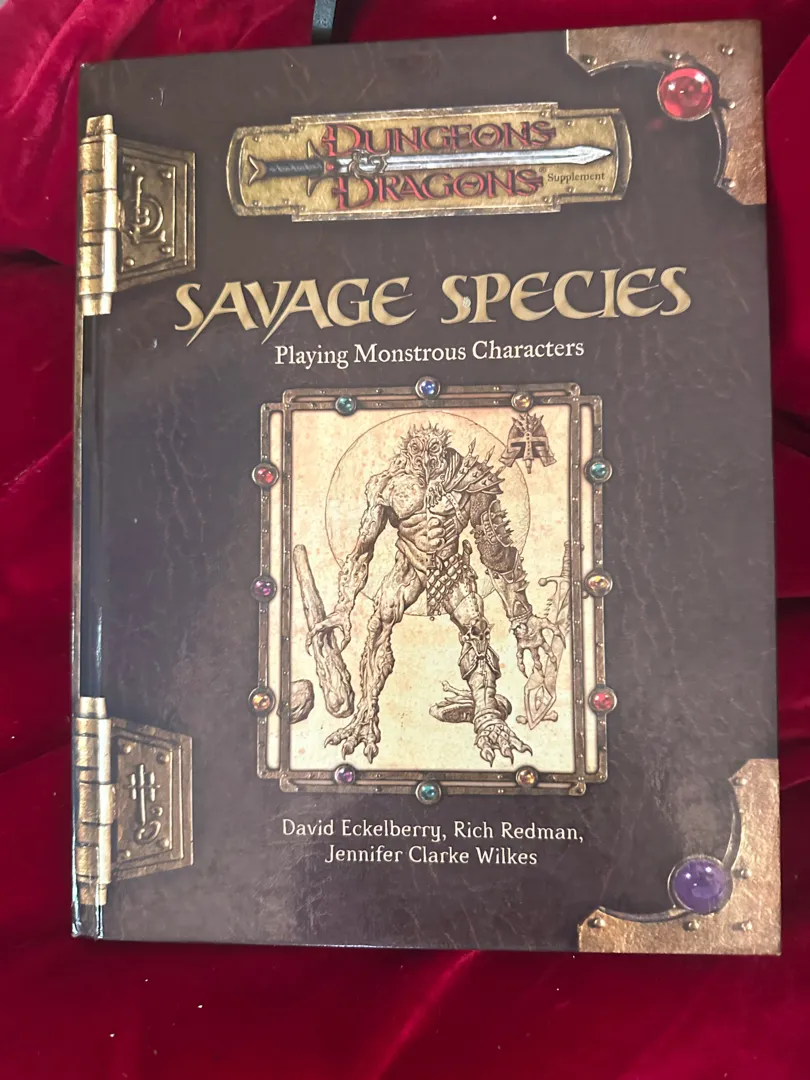 DUNGEONS
&
DRAGONS® Supplement
SAVAGE SPECIES
Playing Monstrous Characters
David Eckelberry, Rich Redman,
Jennifer Clarke Wilkes